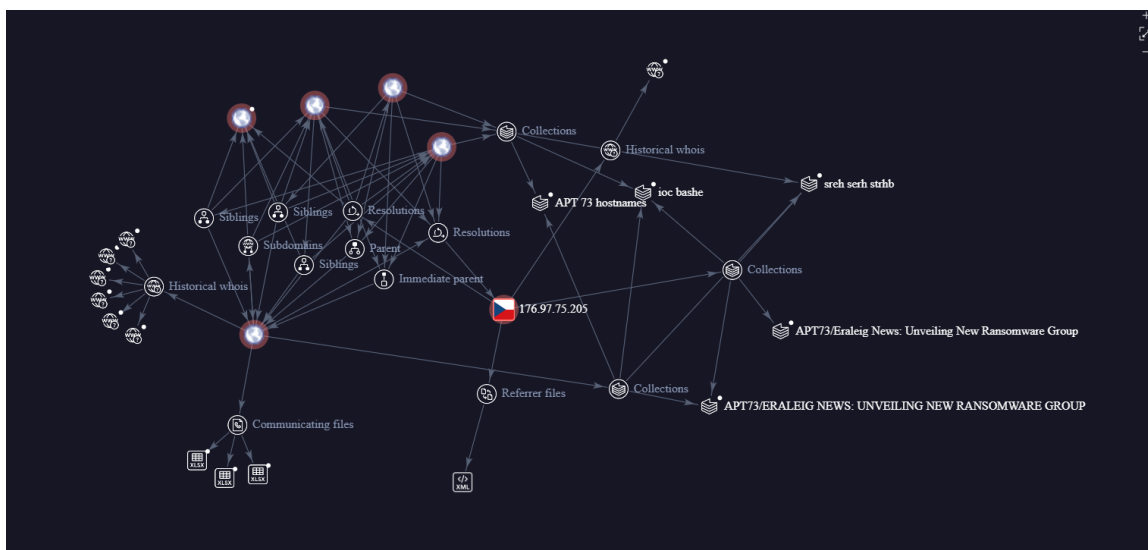 Collections
Historical whois
sreh serh strhb
ioc bashe
APT 73 hostnames
Siblings
Siblings
Resolutions
Resolutions
Subdomains
Parent
Siblings
Immediate parent
Collections
Historical whois
176.97.75.205
APT73/Eraleig News: Unveiling New Ransomware Group
Collections
Referrer files
APT73/ERALEIG NEWS: UNVEILING NEW RANSOMWARE GROUP
Communicating files
XLSX
XLSX
XLSX
XML